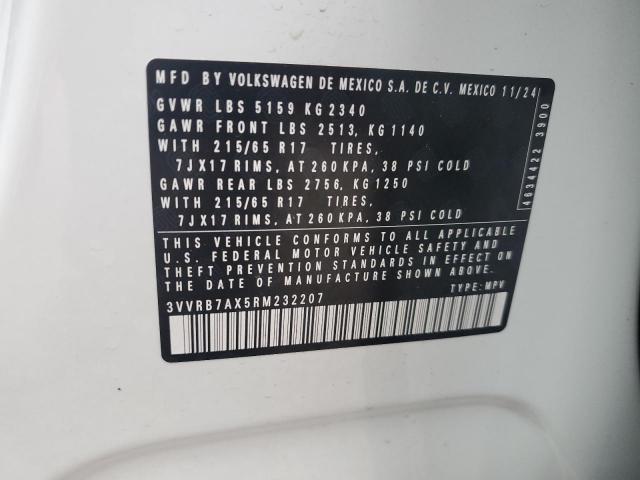 MFD BY VOLKSWAGEN DE MEXICO S.A. DE C.V. MEXICO 11/24
GVWR LBS 5159 KG 2340
GAWR FRONT LBS 2513, KG 1140
WITH 215/65 R17 TIRES,
7JX17 RIMS, AT 260 KPA, 38 PSI COLD
GAWR REAR LBS 2756, KG 1250
WITH 215/65 R17 TIRES,
7JX17 RIMS, AT 260 KPA, 38 PSI COLD
THIS VEHICLE CONFORMS TO ALL APPLICABLE
U.S. FEDERAL MOTOR VEHICLE SAFETY AND
THEFT PREVENTION STANDARDS IN EFFECT ON
THE DATE OF MANUFACTURE SHOWN ABOVE.
3VVRB7AX5RM232207
TYPE: MPV
4634422 3900